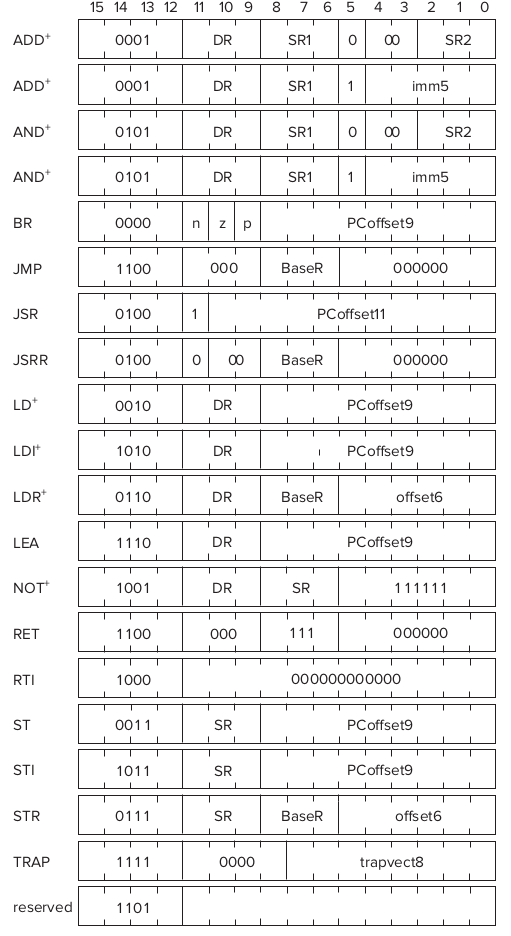 15 14 13 12 11 10 9 8 7 6 5 4 3 2 1 0
ADD+ 0001 DR SR1 0 00 SR2
ADD+ 0001 DR SR1 1 imm5
AND+ 0101 DR SR1 0 00 SR2
AND+ 0101 DR SR1 1 imm5
BR 0000 n z p PCoffset9
JMP 1100 000 BaseR 000000
JSR 0100 1 PCoffset11
JSRR 0100 0 00 BaseR 000000
LD+ 0010 DR PCoffset9
LDI+ 1010 DR PCoffset9
LDR+ 0110 DR BaseR offset6
LEA 1110 DR PCoffset9
NOT+ 1001 DR SR 111111
RET 1100 000 111 000000
RTI 1000 000000000000
ST 0011 SR PCoffset9
STI 1011 SR PCoffset9
STR 0111 SR BaseR offset6
TRAP 1111 0000 trapvect8
reserved 1101